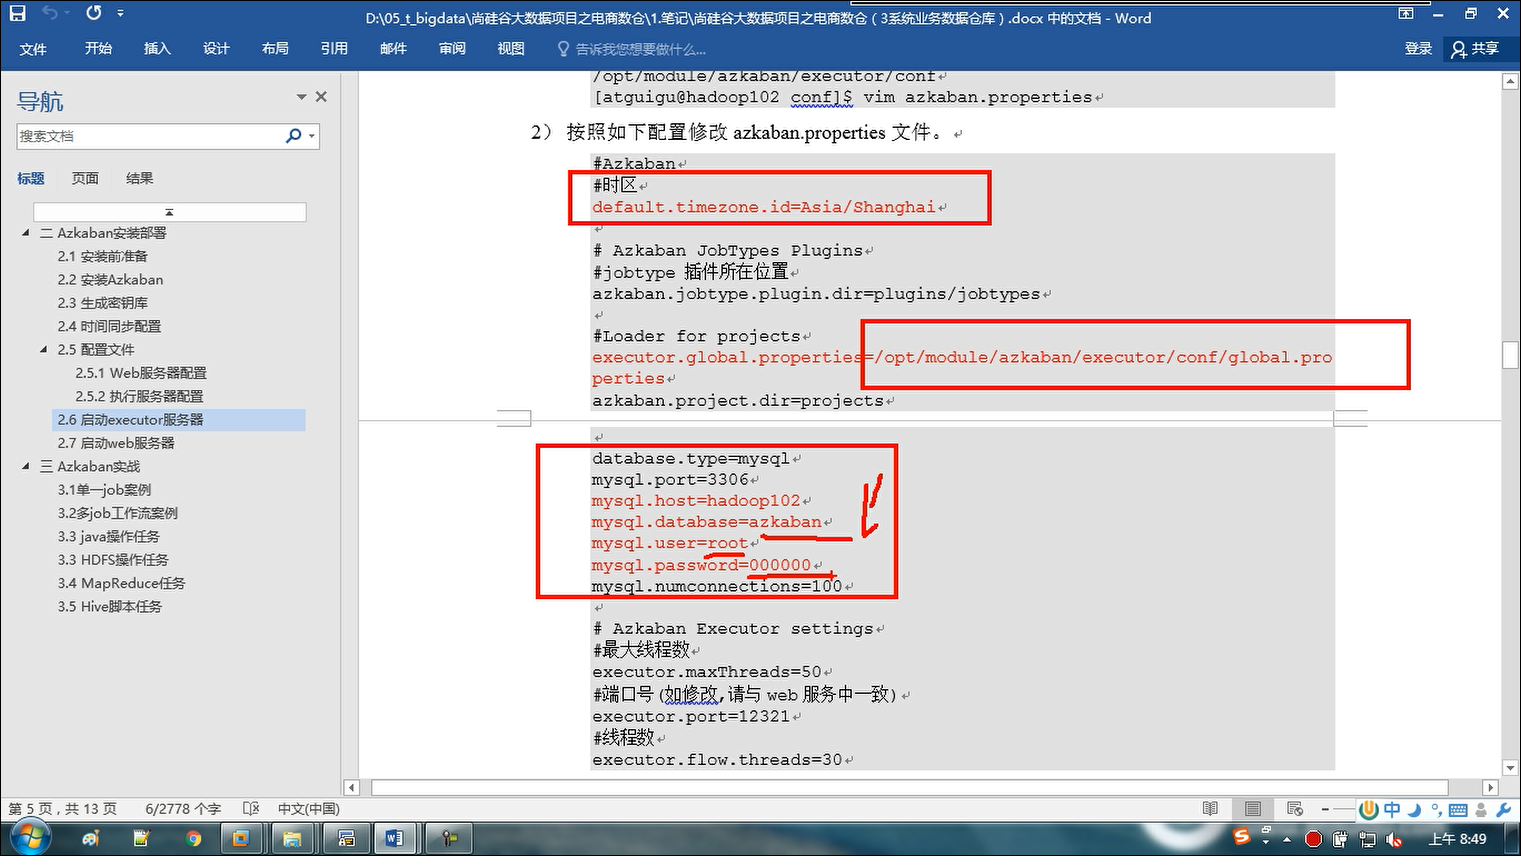 D:\05_t_bigdata\尚硅谷大数据项目之电商数仓\1.笔记\尚硅谷大数据项目之电商数仓（3系统业务数据仓库）.docx 中的文档 - Word
文件 开始 插入 设计 布局 引用 邮件 审阅 视图 告诉我您想要做什么... 登录 共享
导航
搜索文档
标题 页面 结果
二 Azkaban安装部署
2.1 安装前准备
2.2 安装Azkaban
2.3 生成密钥库
2.4 时间同步配置
2.5 配置文件
2.5.1 Web服务器配置
2.5.2 执行服务器配置
2.6 启动executor服务器
2.7 启动web服务器
三 Azkaban实战
3.1单一job案例
3.2多job工作流案例
3.3 java操作任务
3.3 HDFS操作任务
3.4 MapReduce任务
3.5 Hive脚本任务
/opt/module/azkaban/executor/conf
[atguigu@hadoop102 conf]$ vim azkaban.properties
2） 按照如下配置修改 azkaban.properties 文件。
#Azkaban
#时区
default.timezone.id=Asia/Shanghai
# Azkaban JobTypes Plugins
#jobtype 插件所在位置
azkaban.jobtype.plugin.dir=plugins/jobtypes
#Loader for projects
executor.global.properties=/opt/module/azkaban/executor/conf/global.pro
perties
azkaban.project.dir=projects
database.type=mysql
mysql.port=3306
mysql.host=hadoop102
mysql.database=azkaban
mysql.user=root
mysql.password=000000
mysql.numconnections=100
# Azkaban Executor settings
#最大线程数
executor.maxThreads=50
#端口号(如修改,请与 web 服务中一致)
executor.port=12321
#线程数
executor.flow.threads=30
第 5 页，共 13 页 6/2778 个字 中文(中国)
中
上午 8:49